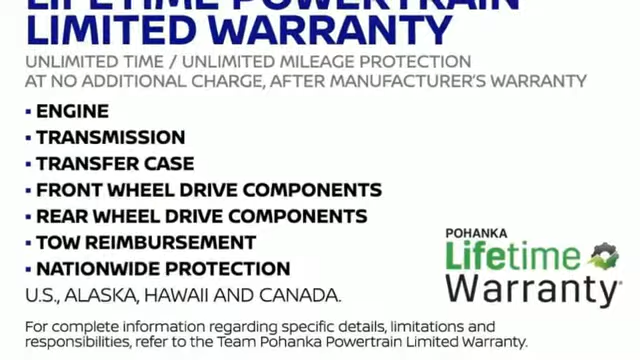 LIFETIME POWERTRAIN
LIMITED WARRANTY
UNLIMITED TIME / UNLIMITED MILEAGE PROTECTION
AT NO ADDITIONAL CHARGE, AFTER MANUFACTURER'S WARRANTY
▪ ENGINE
▪ TRANSMISSION
▪ TRANSFER CASE
▪ FRONT WHEEL DRIVE COMPONENTS
▪ REAR WHEEL DRIVE COMPONENTS
▪ TOW REIMBURSEMENT
▪ NATIONWIDE PROTECTION
U.S., ALASKA, HAWAII AND CANADA.
POHANKA
Lifetime
Warranty
For complete information regarding specific details, limitations and
responsibilities, refer to the Team Pohanka Powertrain Limited Warranty.